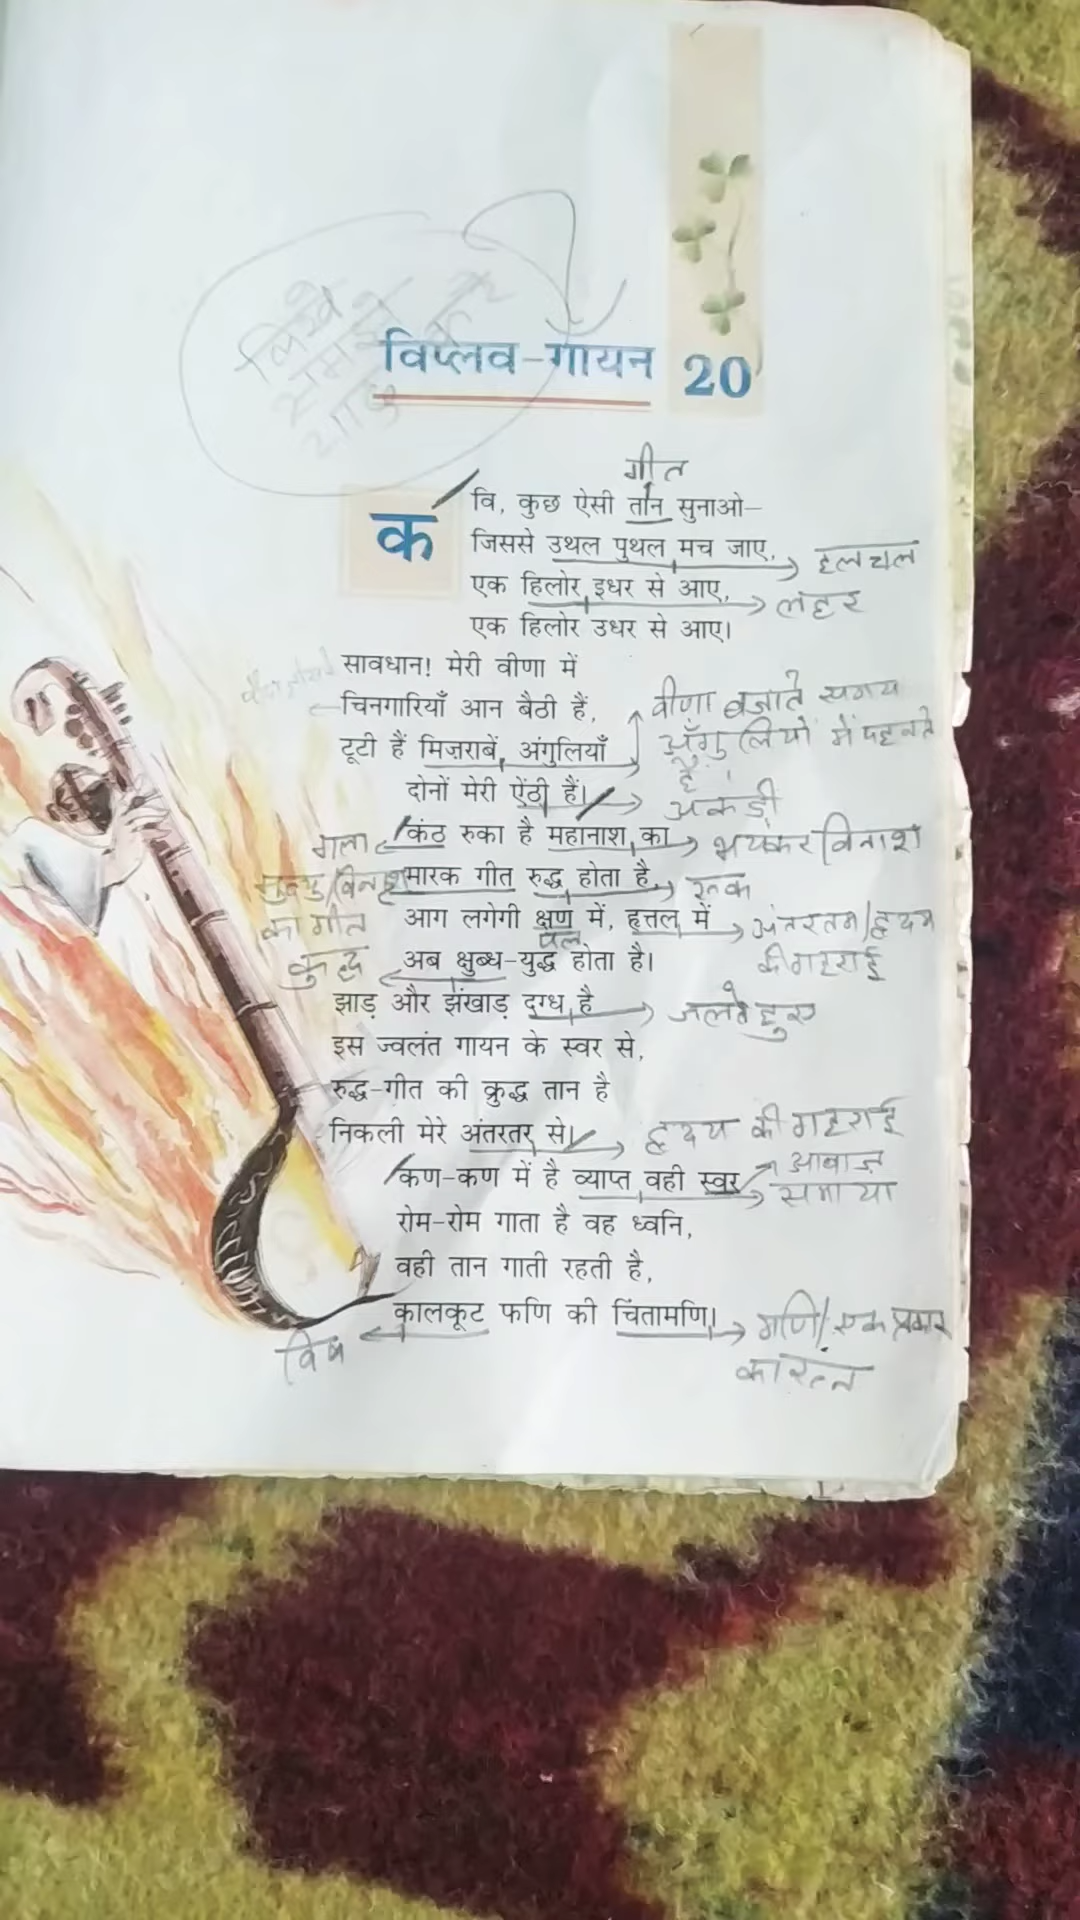 विप्लव-गायन 20
गीत
कवि, कुछ ऐसी तान सुनाओ–
जिससे उथल पुथल मच जाए, हलचल
एक हिलोर इधर से आए, लहर
एक हिलोर उधर से आए।
सावधान! मेरी वीणा में
चिनगारियाँ आन बैठी हैं, वीणा बजाते समय
टूटी हैं मिज़राबें, अंगुलियाँ अँगुलियों में पहनते
हैं
दोनों मेरी ऐंठी हैं। अकड़ी
गला कंठ रुका है महानाश का भयंकर विनाश
मृत्यु/विनाश मारक गीत रुद्ध होता है, रूक
का गीत आग लगेगी क्षण में, हृत्तल में अंतरतम/हृदय
पल
क्रुद्ध अब क्षुब्ध-युद्ध होता है। की गहराई
झाड़ और झंखाड़ दग्ध है जलते हुए
इस ज्वलंत गायन के स्वर से,
रुद्ध-गीत की क्रुद्ध तान है
निकली मेरे अंतरतर से। हृदय की गहराई
आवाज़
कण-कण में है व्याप्त वही स्वर समाया
रोम-रोम गाता है वह ध्वनि,
वही तान गाती रहती है,
कालकूट फणि की चिंतामणि। मणि/एक प्रकार
विष का रत्न